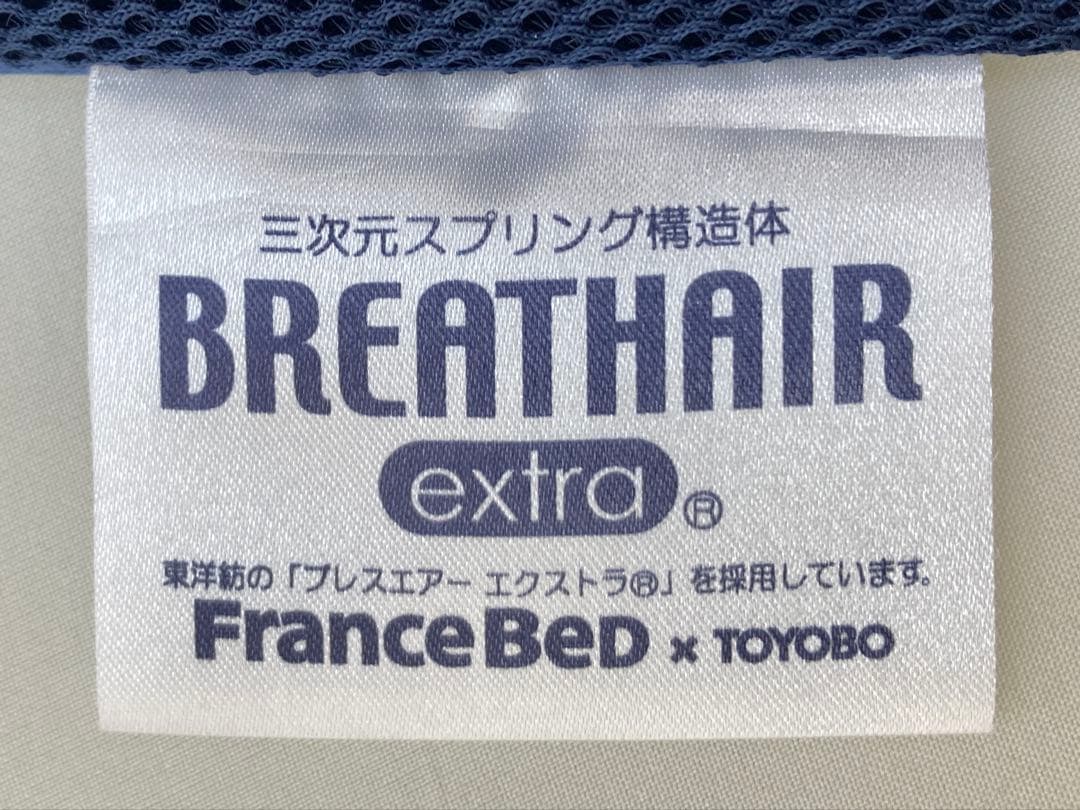 三次元スプリング構造体
BREATHAIR
extra®
東洋紡の「ブレスエアー エクストラ®」を採用しています。
FranceBeD × TOYOBO